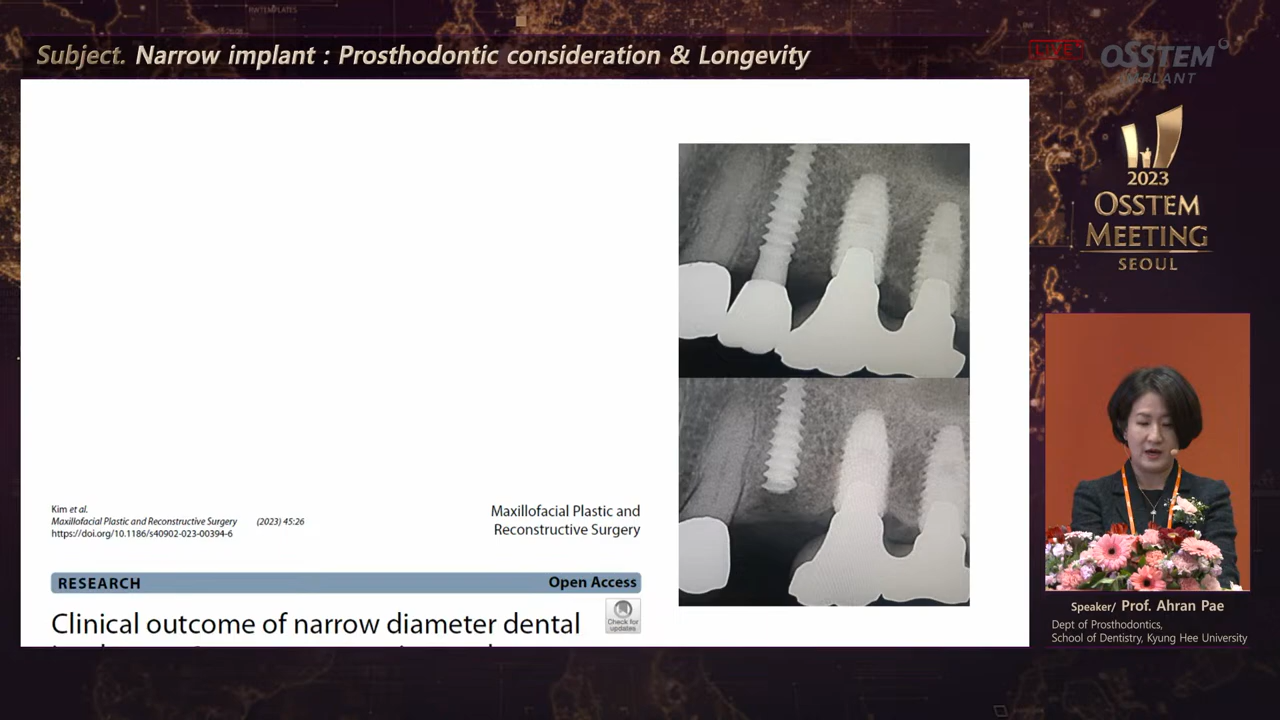 Subject. Narrow implant : Prosthodontic consideration & Longevity
LIVE
OSSTEM
IMPLANT
2023
OSSTEM
MEETING
SEOUL
Kim et al.
Maxillofacial Plastic and Reconstructive Surgery (2023) 45:26
https://doi.org/10.1186/s40902-023-00394-6
Maxillofacial Plastic and
Reconstructive Surgery
RESEARCH Open Access
Clinical outcome of narrow diameter dental
Check for
updates
Speaker/ Prof. Ahran Pae
Dept of Prosthodontics,
School of Dentistry, Kyung Hee University